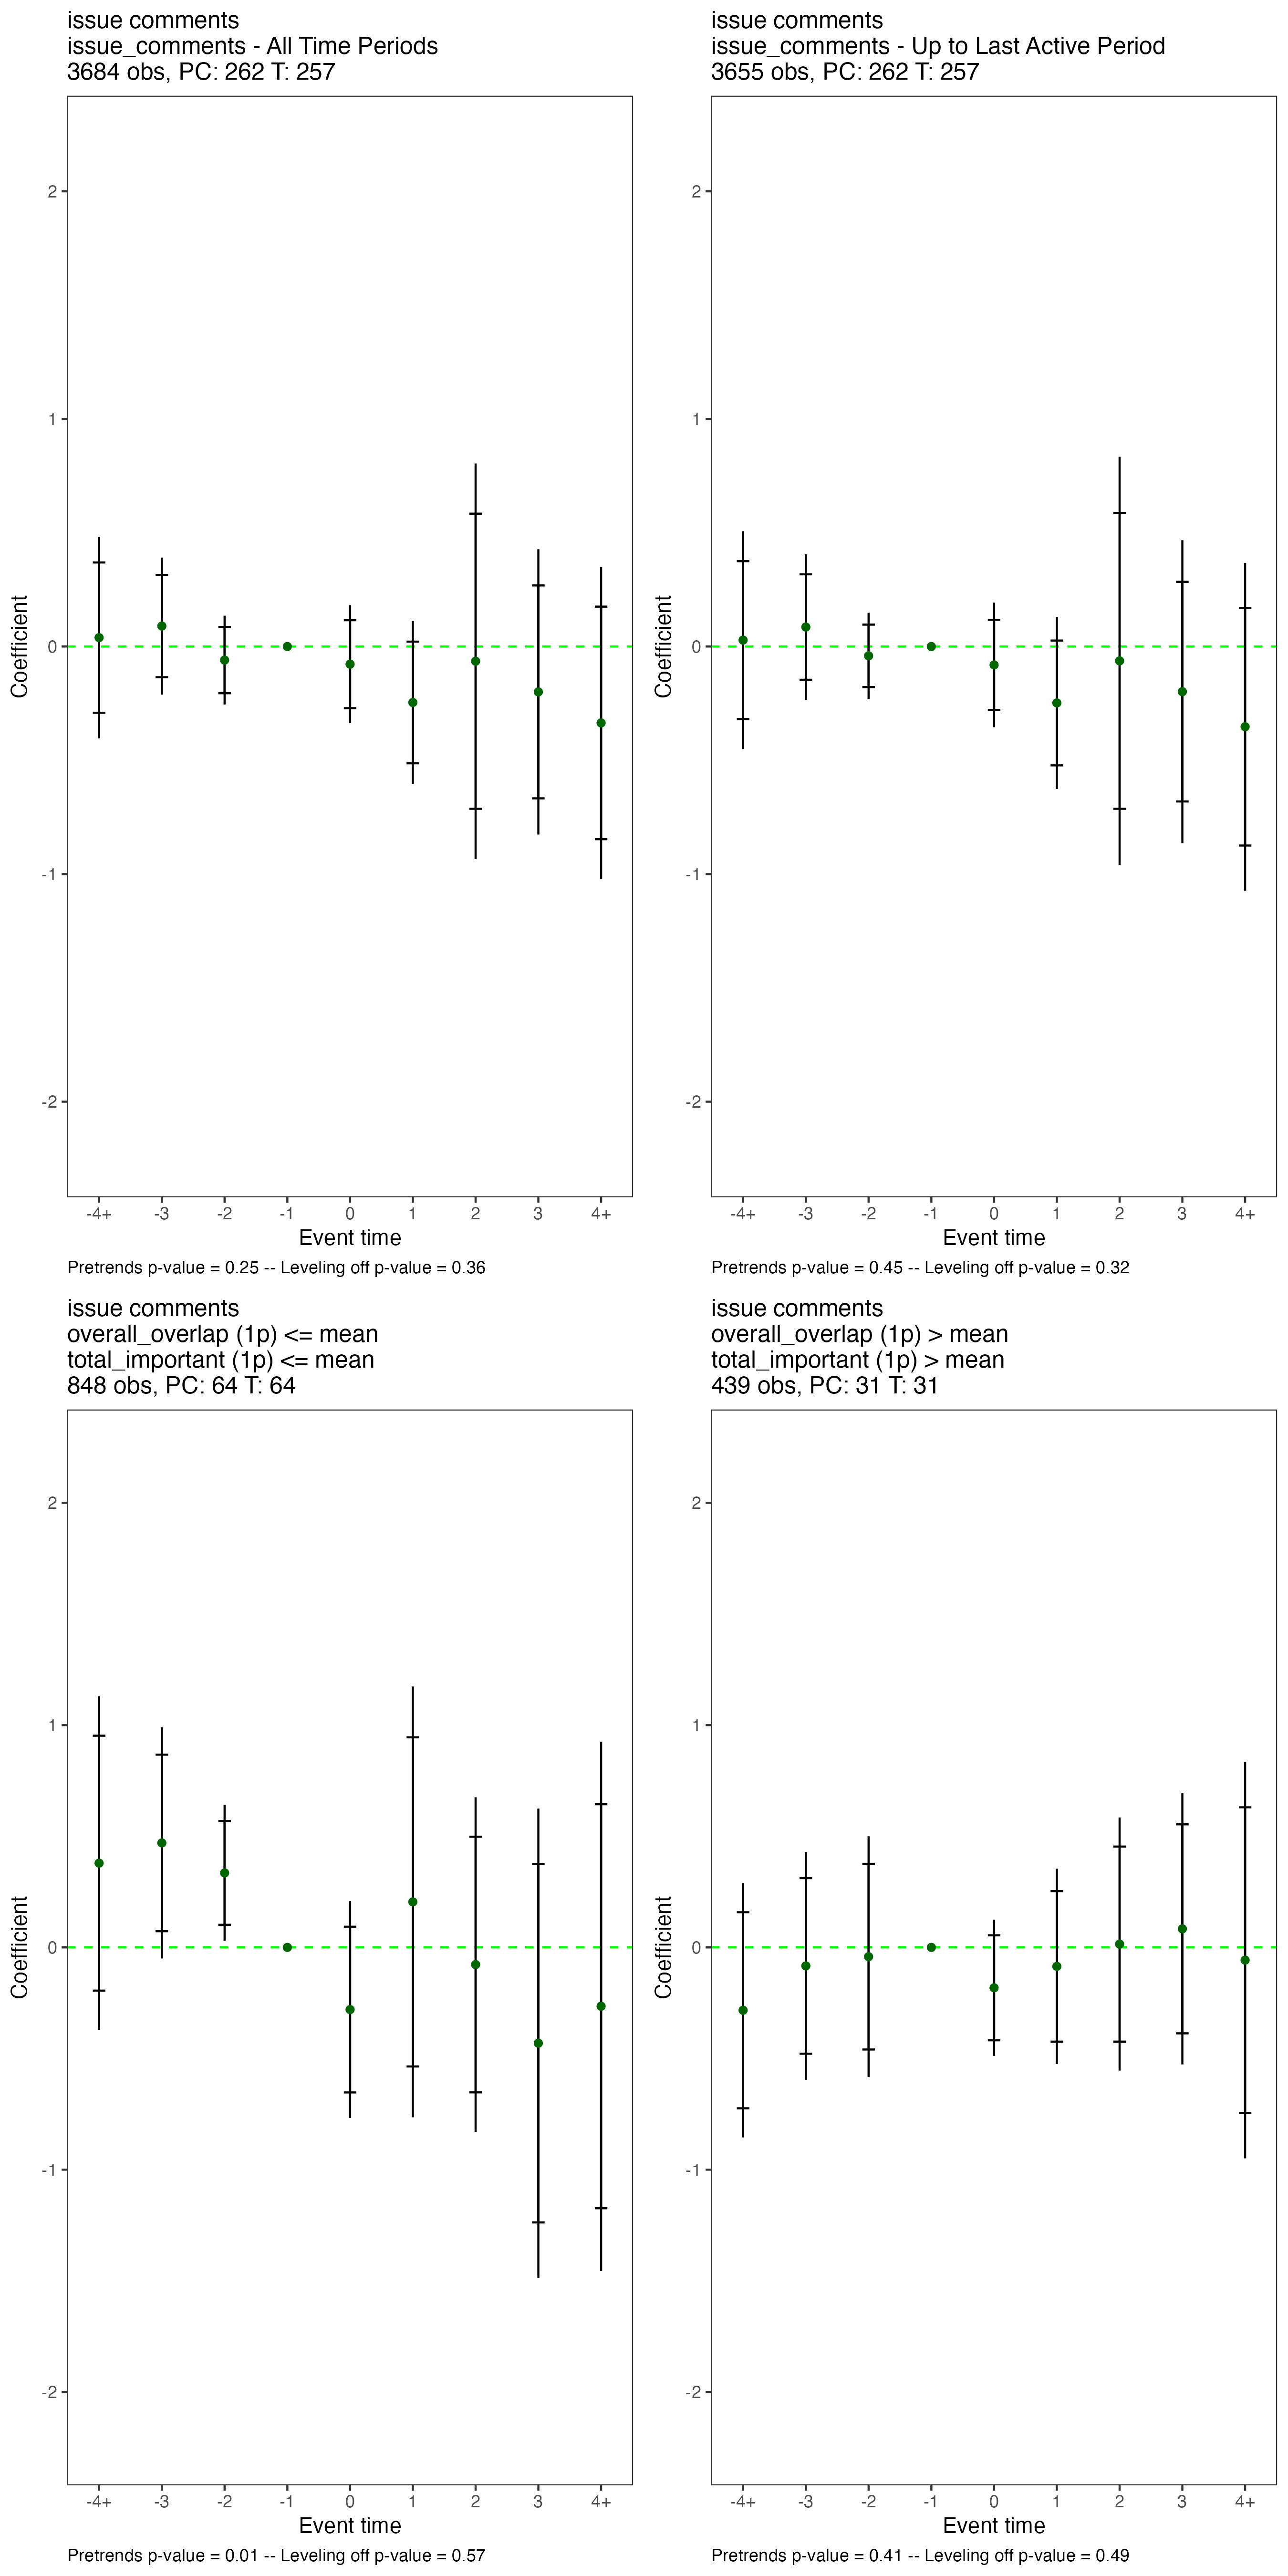 issue comments
issue_comments - All Time Periods
3684 obs, PC: 262 T: 257
2
1
0
-1
-2
Coefficient
-4+ -3 -2 -1 0 1 2 3 4+
Event time
Pretrends p-value = 0.25 -- Leveling off p-value = 0.36
issue comments
issue_comments - Up to Last Active Period
3655 obs, PC: 262 T: 257
2
1
0
-1
-2
Coefficient
-4+ -3 -2 -1 0 1 2 3 4+
Event time
Pretrends p-value = 0.45 -- Leveling off p-value = 0.32
issue comments
overall_overlap (1p) <= mean
total_important (1p) <= mean
848 obs, PC: 64 T: 64
2
1
0
-1
-2
Coefficient
-4+ -3 -2 -1 0 1 2 3 4+
Event time
Pretrends p-value = 0.01 -- Leveling off p-value = 0.57
issue comments
overall_overlap (1p) > mean
total_important (1p) > mean
439 obs, PC: 31 T: 31
2
1
0
-1
-2
Coefficient
-4+ -3 -2 -1 0 1 2 3 4+
Event time
Pretrends p-value = 0.41 -- Leveling off p-value = 0.49